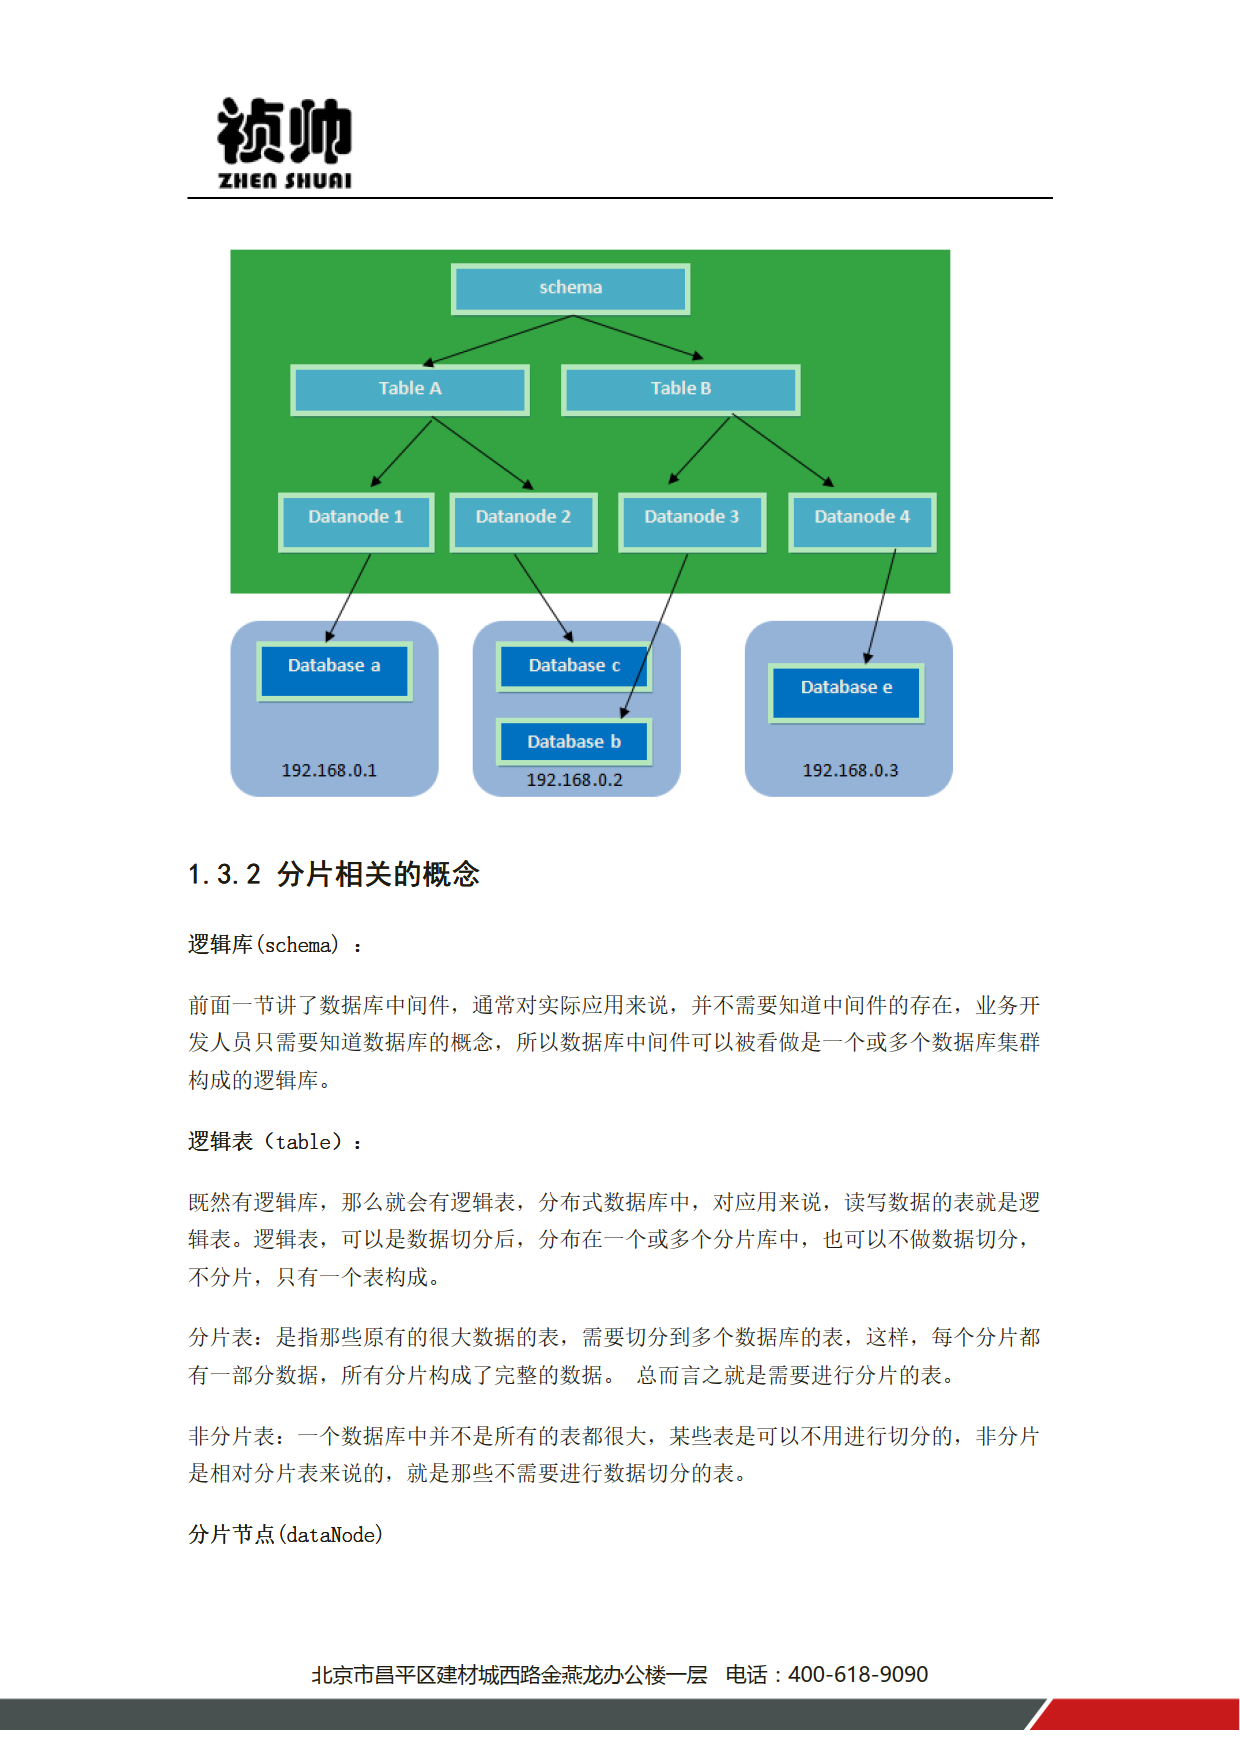 祯帅
ZHEN SHUAI
schema
Table A
Table B
Datanode 1
Datanode 2
Datanode 3
Datanode 4
Database a
Database c
Database e
Database b
192.168.0.1
192.168.0.2
192.168.0.3
1.3.2 分片相关的概念
逻辑库(schema) ：
前面一节讲了数据库中间件，通常对实际应用来说，并不需要知道中间件的存在，业务开
发人员只需要知道数据库的概念，所以数据库中间件可以被看做是一个或多个数据库集群
构成的逻辑库。
逻辑表（table）：
既然有逻辑库，那么就会有逻辑表，分布式数据库中，对应用来说，读写数据的表就是逻
辑表。逻辑表，可以是数据切分后，分布在一个或多个分片库中，也可以不做数据切分，
不分片，只有一个表构成。
分片表：是指那些原有的很大数据的表，需要切分到多个数据库的表，这样，每个分片都
有一部分数据，所有分片构成了完整的数据。 总而言之就是需要进行分片的表。
非分片表：一个数据库中并不是所有的表都很大，某些表是可以不用进行切分的，非分片
是相对分片表来说的，就是那些不需要进行数据切分的表。
分片节点(dataNode)
北京市昌平区建材城西路金燕龙办公楼一层 电话：400-618-9090